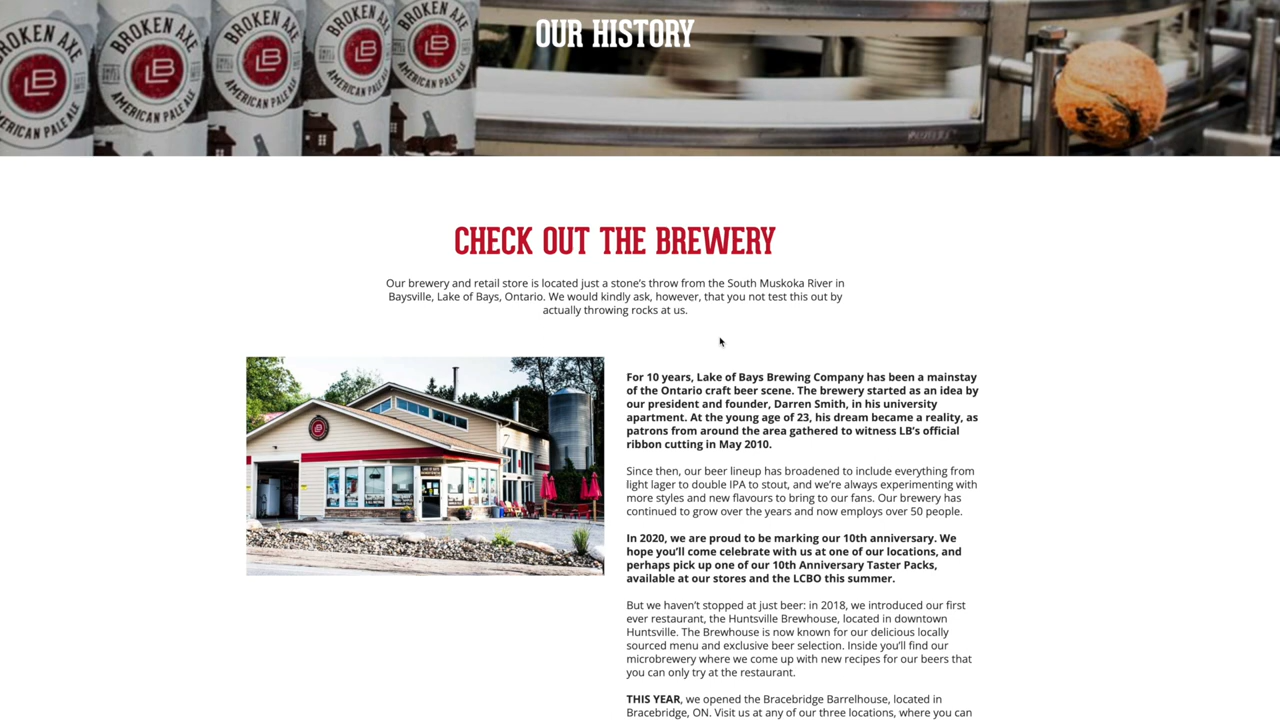 OUR HISTORY
BROKEN AXE
BROKEN AXE
BROKEN AXE
BROKEN AXE
BROKEN AXE
LB
LB
LB
LB
LB
AMERICAN PALE ALE
AMERICAN PALE ALE
AMERICAN PALE ALE
AMERICAN PALE ALE
CHECK OUT THE BREWERY
Our brewery and retail store is located just a stone's throw from the South Muskoka River in
Baysville, Lake of Bays, Ontario. We would kindly ask, however, that you not test this out by
actually throwing rocks at us.
For 10 years, Lake of Bays Brewing Company has been a mainstay
of the Ontario craft beer scene. The brewery started as an idea by
our president and founder, Darren Smith, in his university
apartment. At the young age of 23, his dream became a reality, as
patrons from around the area gathered to witness LB's official
ribbon cutting in May 2010.
Since then, our beer lineup has broadened to include everything from
light lager to double IPA to stout, and we're always experimenting with
more styles and new flavours to bring to our fans. Our brewery has
continued to grow over the years and now employs over 50 people.
In 2020, we are proud to be marking our 10th anniversary. We
hope you'll come celebrate with us at one of our locations, and
perhaps pick up one of our 10th Anniversary Taster Packs,
available at our stores and the LCBO this summer.
But we haven't stopped at just beer: in 2018, we introduced our first
ever restaurant, the Huntsville Brewhouse, located in downtown
Huntsville. The Brewhouse is now known for our delicious locally
sourced menu and exclusive beer selection. Inside you'll find our
microbrewery where we come up with new recipes for our beers that
you can only try at the restaurant.
THIS YEAR, we opened the Bracebridge Barrelhouse, located in
Bracebridge, ON. Visit us at any of our three locations, where you can